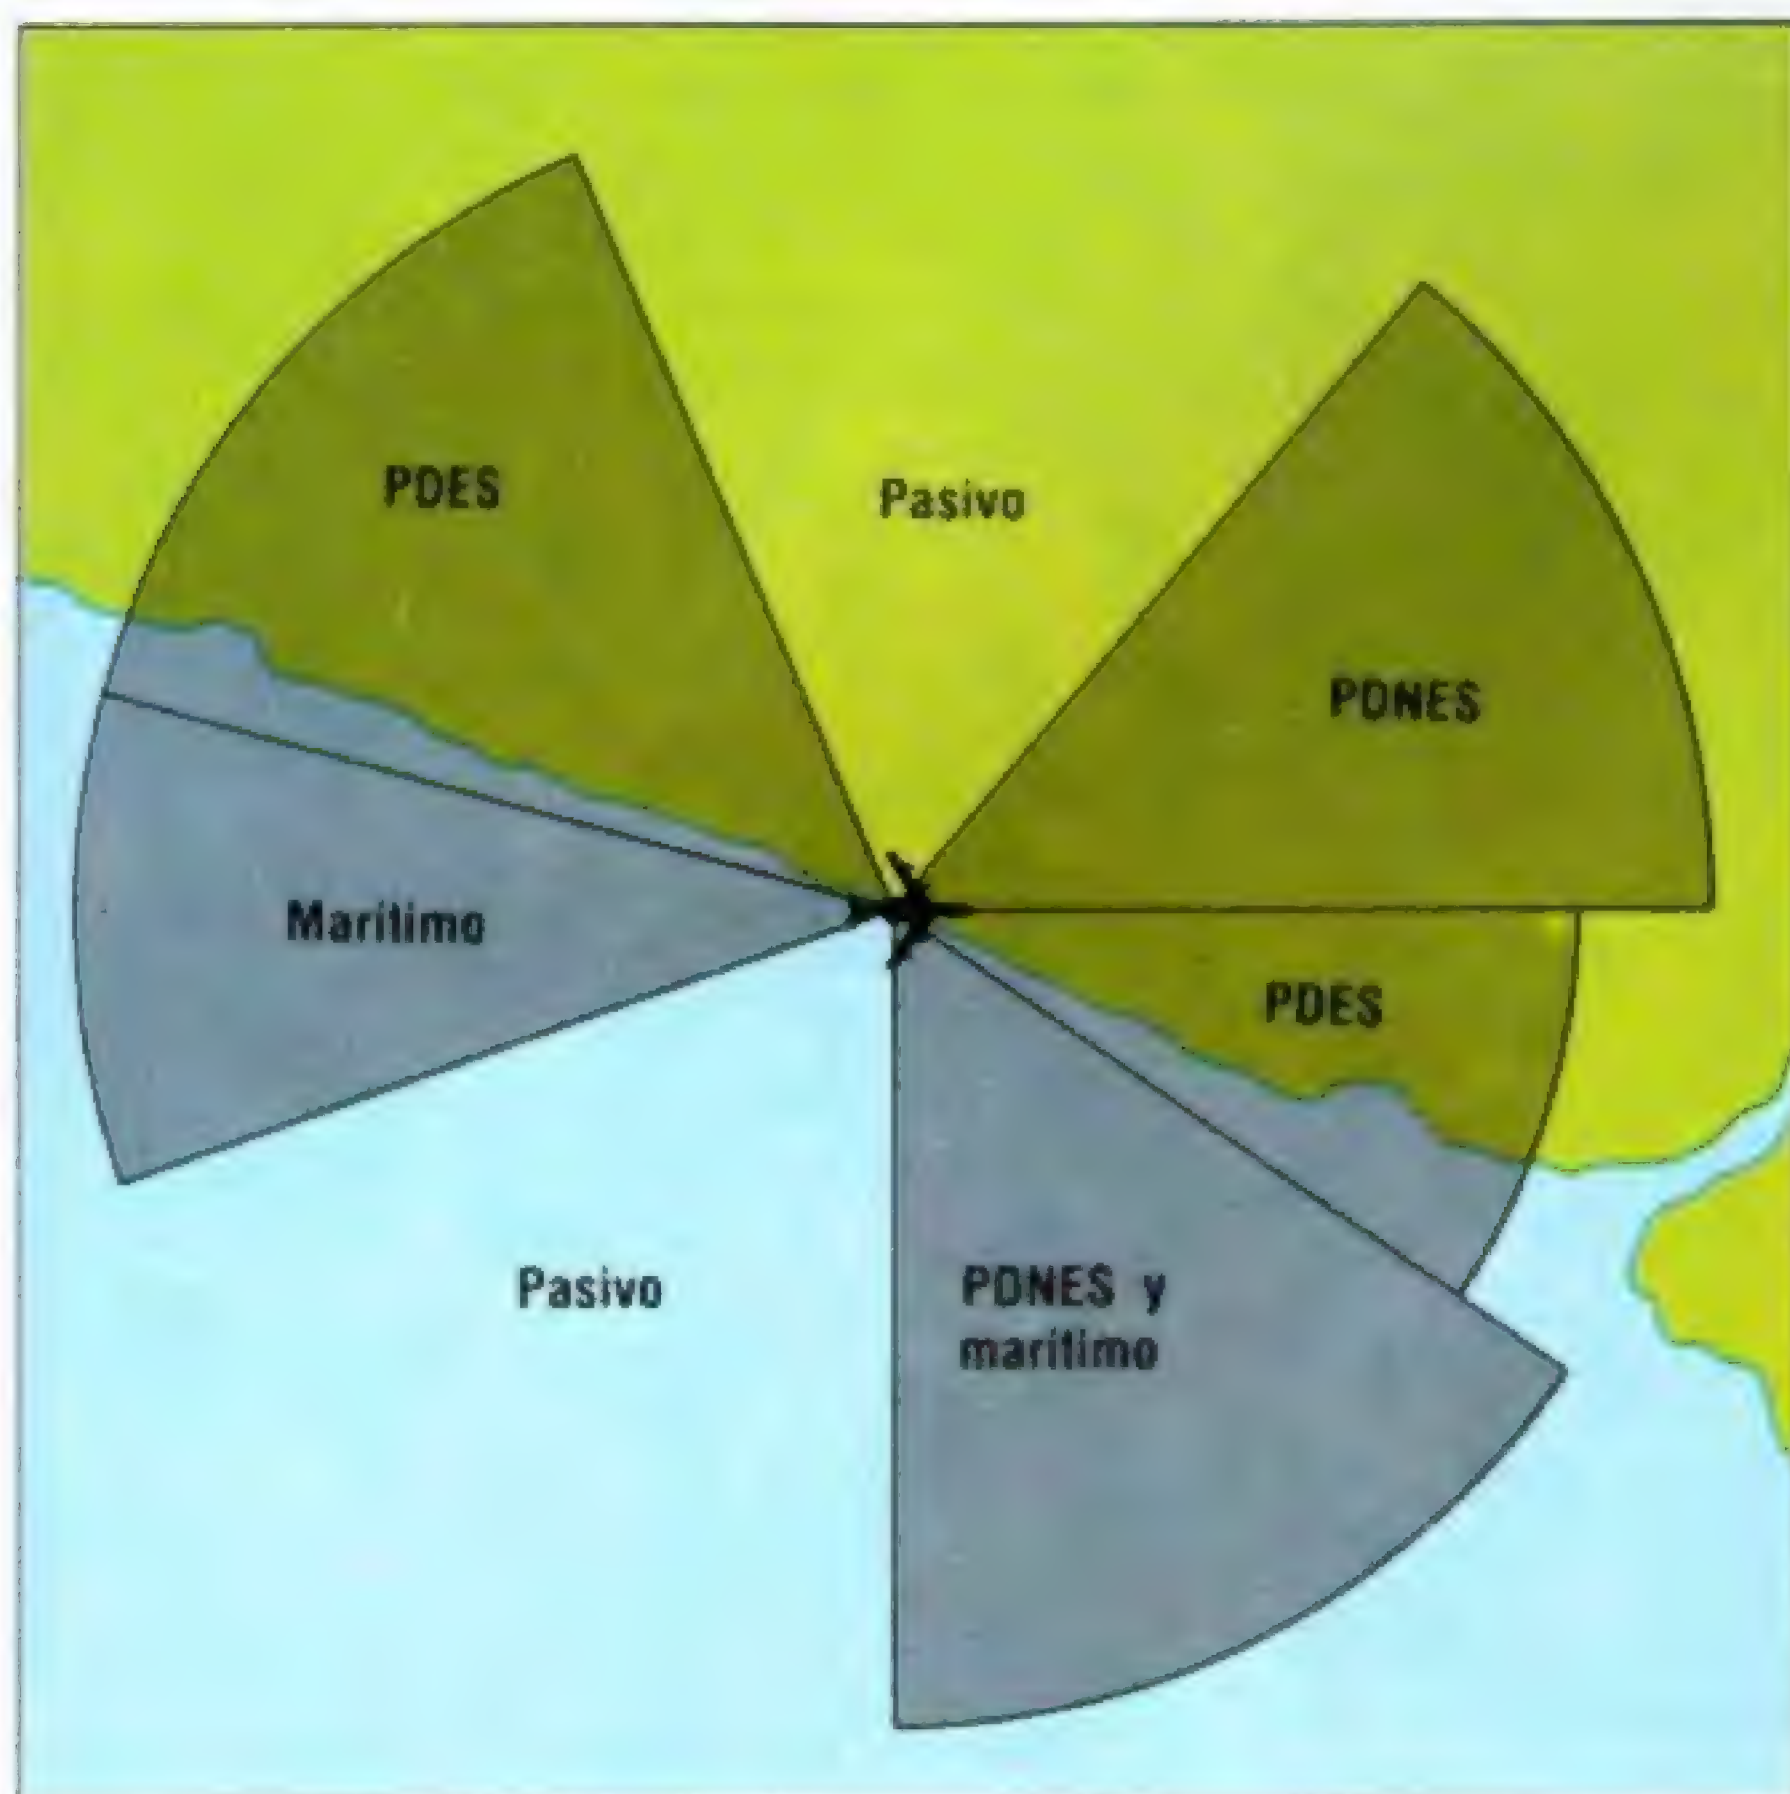 PDES
Pasivo
PDNES
Marítimo
PDES
Pasivo
PDNES y
marítimo